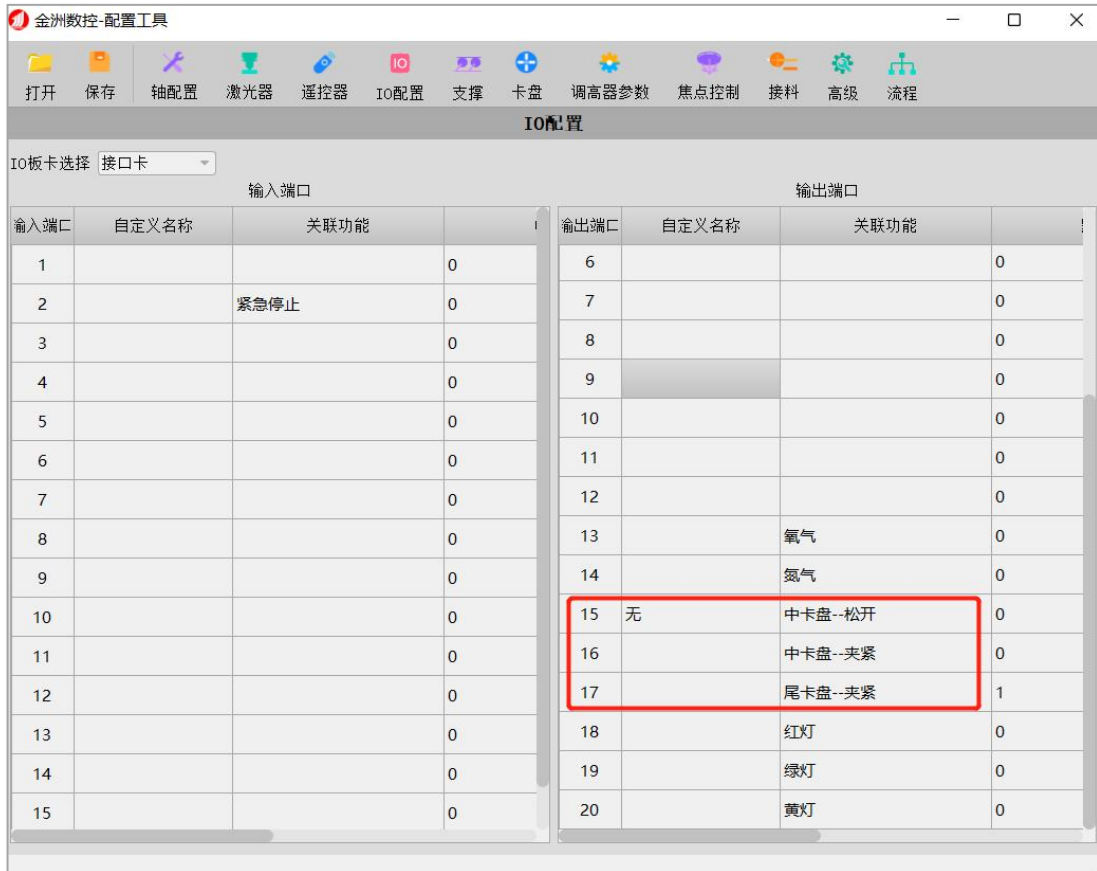 金洲数控-配置工具
打开 保存 轴配置 激光器 遥控器 IO配置 支撑 卡盘 调高器参数 焦点控制 接料 高级 流程
IO配置
IO板卡选择 接口卡
输入端口 输出端口
输入端口 自定义名称 关联功能 输出端口 自定义名称 关联功能
1 0 6 0
2 紧急停止 0 7 0
3 0 8 0
4 0 9 0
5 0 10 0
6 0 11 0
7 0 12 0
8 0 13 氧气 0
9 0 14 氮气 0
10 0 15 无 中卡盘--松开 0
11 0 16 中卡盘--夹紧 0
12 0 17 尾卡盘--夹紧 1
13 0 18 红灯 0
14 0 19 绿灯 0
15 0 20 黄灯 0